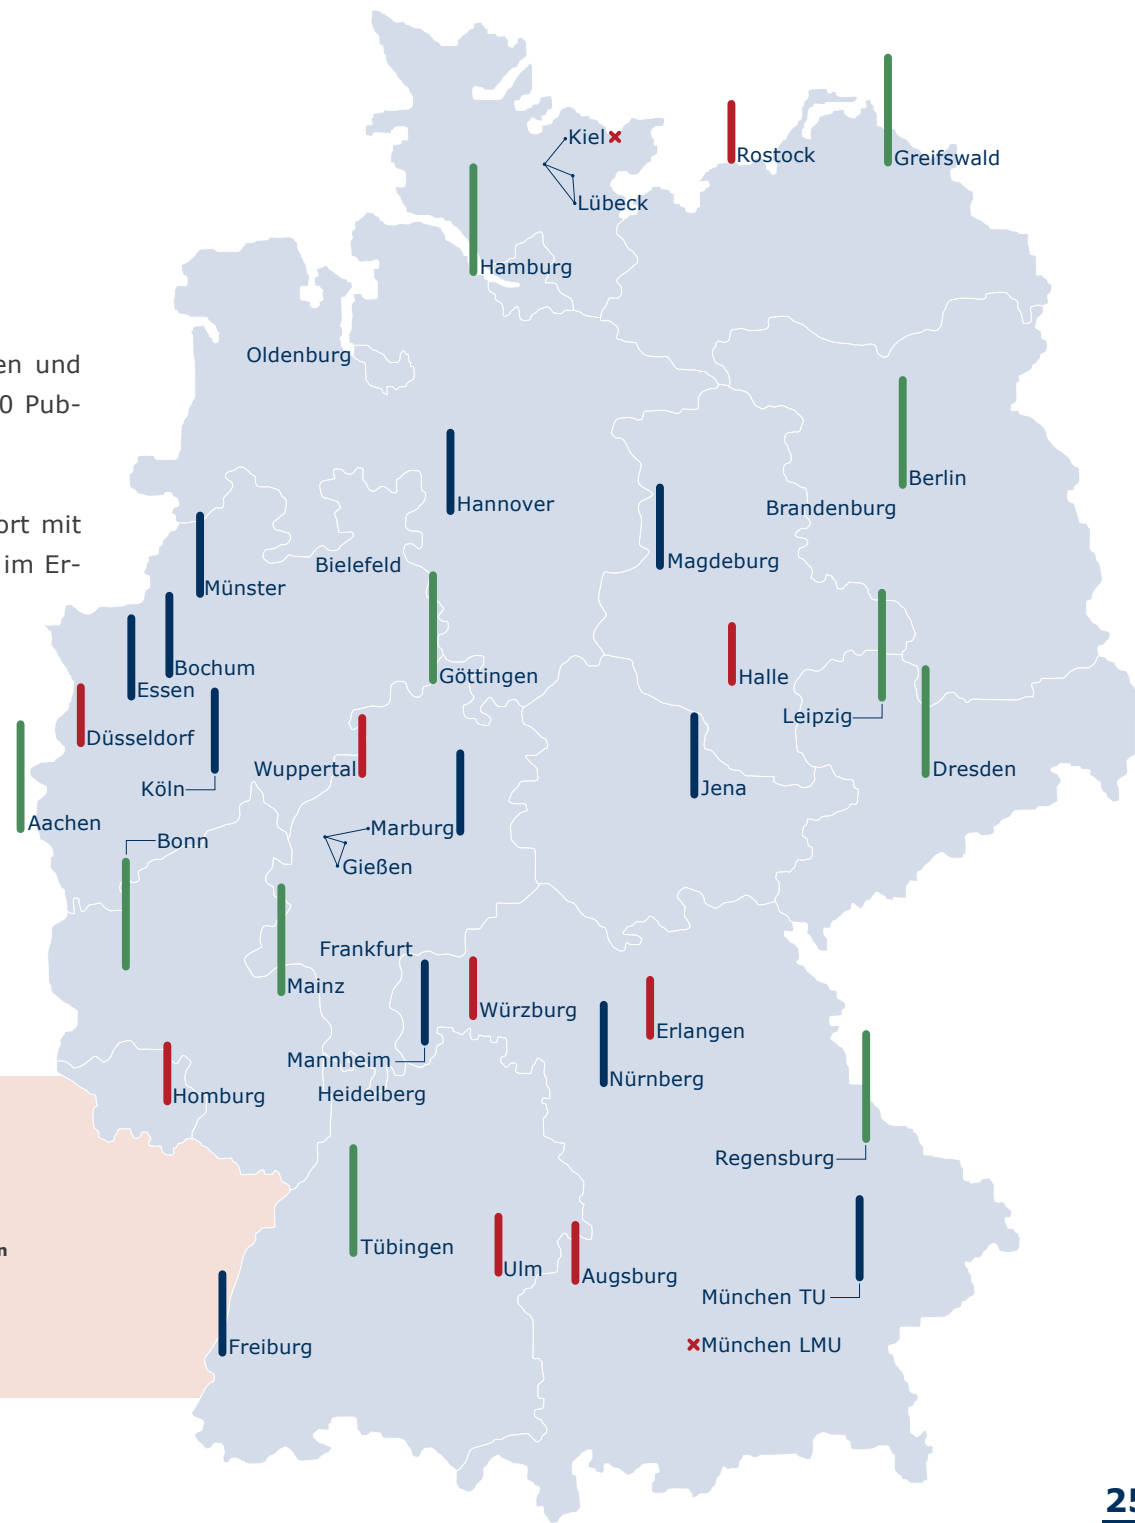 Kiel
Rostock
Greifswald
Lübeck
Hamburg
Oldenburg
en und
0 Pub-
Berlin
Hannover
Brandenburg
ort mit
Magdeburg
Bielefeld
im Er-
Münster
Bochum
Göttingen
Halle
Essen
Leipzig
Düsseldorf
Wuppertal
Dresden
Köln
Jena
Aachen
Marburg
Bonn
Gießen
Frankfurt
Mainz
Würzburg
Erlangen
Mannheim
Nürnberg
Heidelberg
Homburg
Regensburg
Tübingen
n
Ulm
Augsburg
München TU
München LMU
Freiburg
25